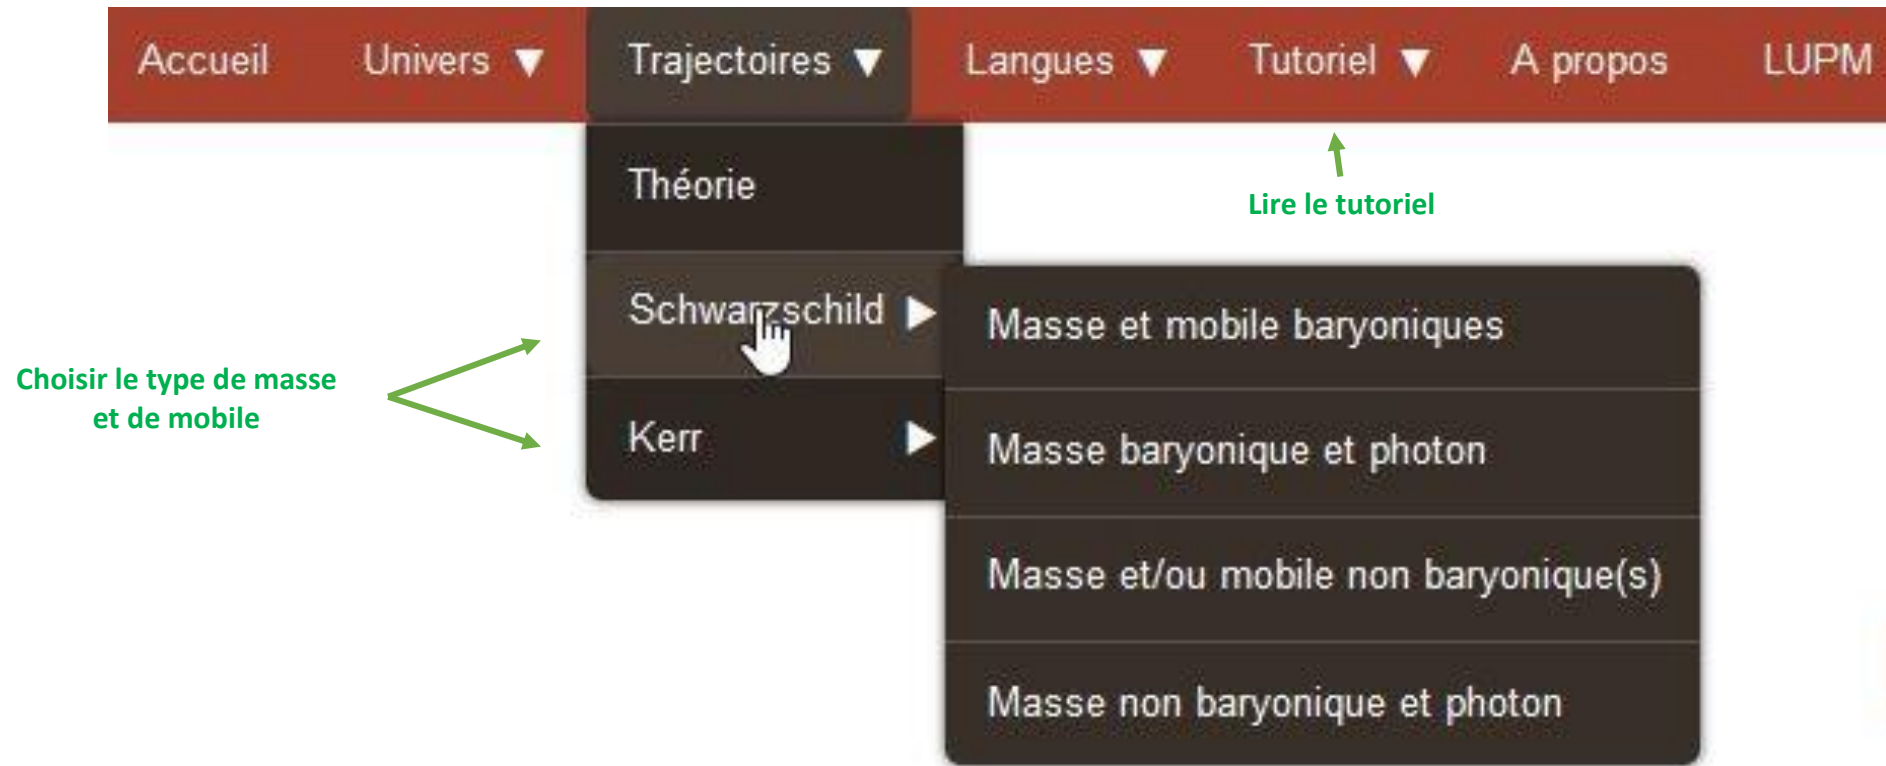 Accueil Univers ▼ Trajectoires ▼ Langues ▼ Tutoriel ▼ A propos LUPM
Théorie
Lire le tutoriel
Schwarzschild ▶
Masse et mobile baryoniques
Choisir le type de masse
et de mobile
Kerr ▶
Masse baryonique et photon
Masse et/ou mobile non baryonique(s)
Masse non baryonique et photon